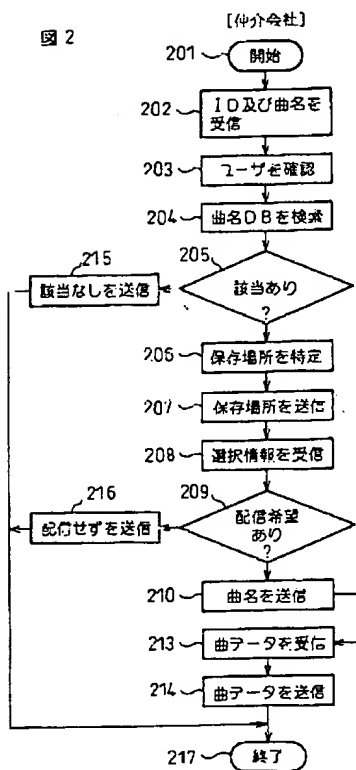 図 2
[仲介会社]
201
開始
202
ID及び曲名を
受信
203
ユーザを確認
204
曲名DBを検索
205
215
該当なしを送信
該当あり
?
206
保存場所を特定
207
保存場所を送信
208
選択情報を受信
216
209
配信せずを送信
配信希望
あり
?
210
曲名を送信
213
曲データを受信
214
曲データを送信
217
終了